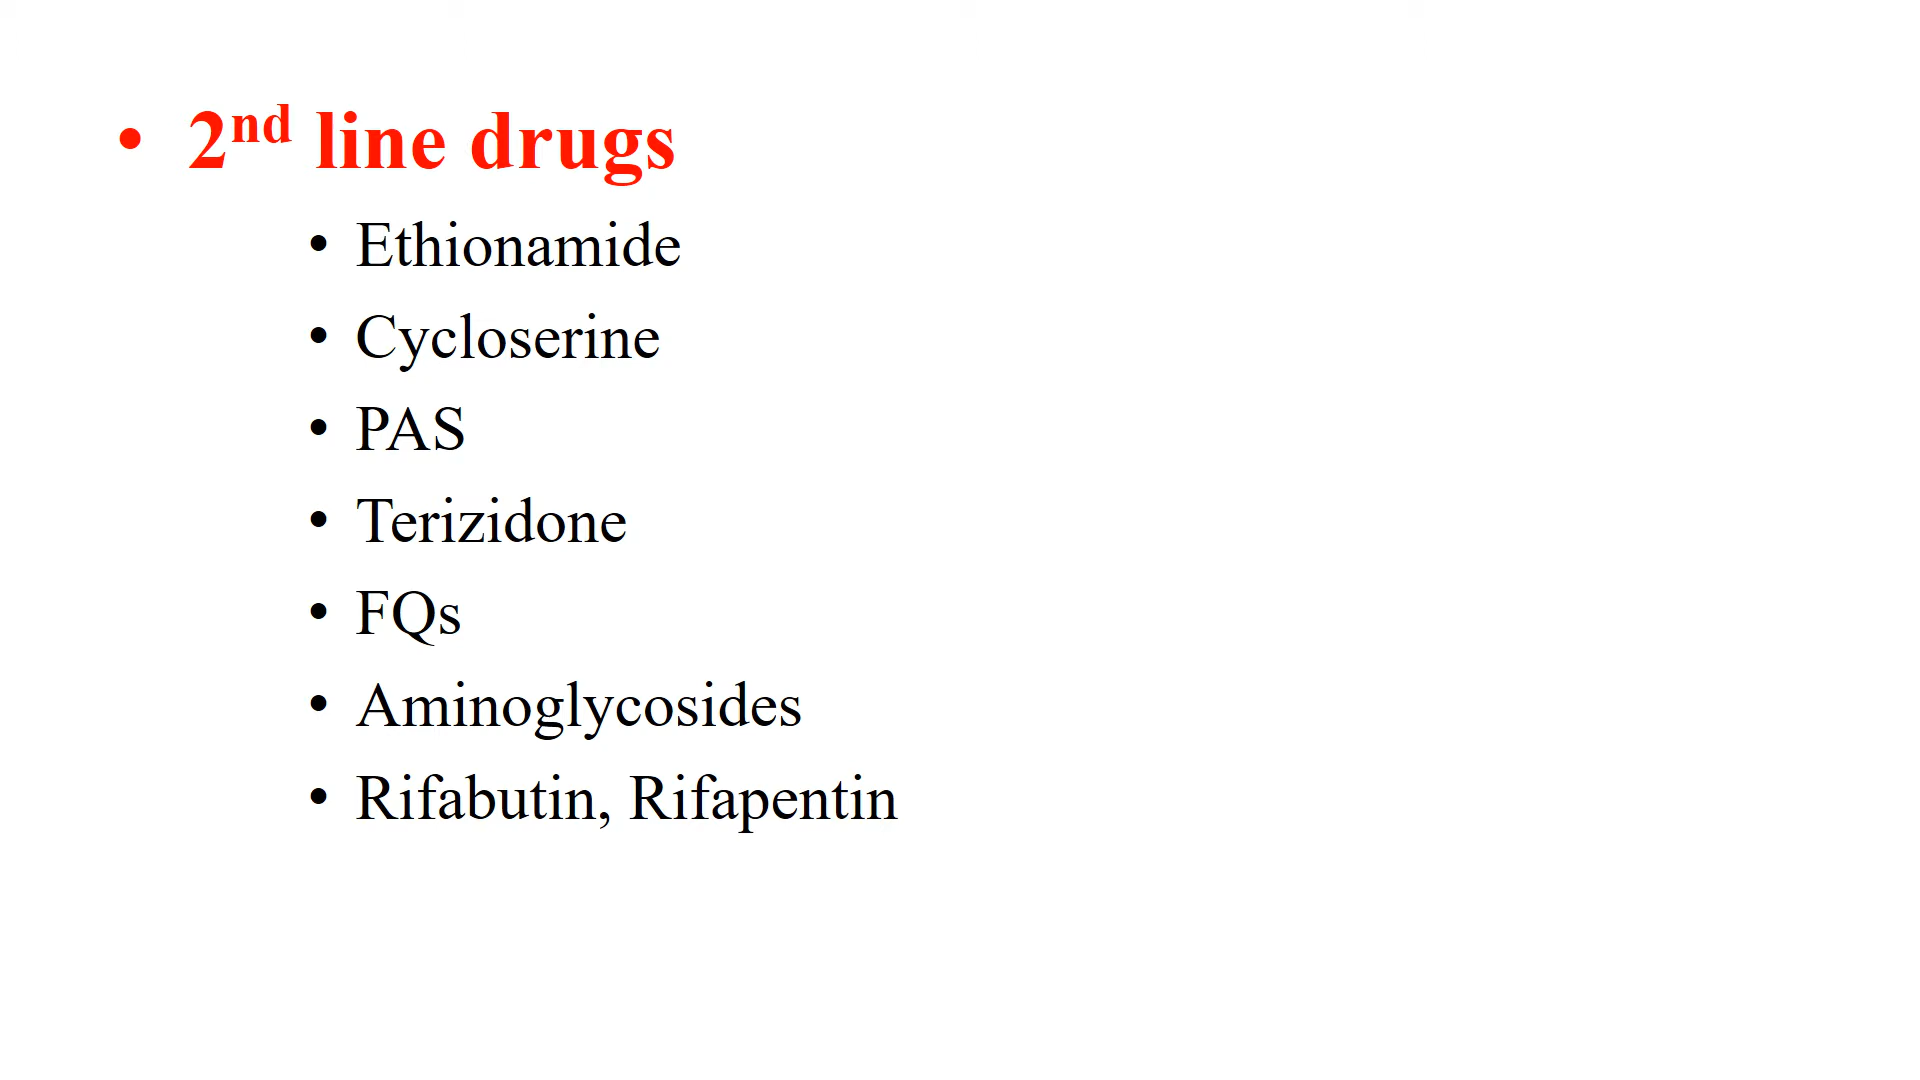 • 2nd line drugs
• Ethionamide
• Cycloserine
• PAS
• Terizidone
• FQs
• Aminoglycosides
• Rifabutin, Rifapentin